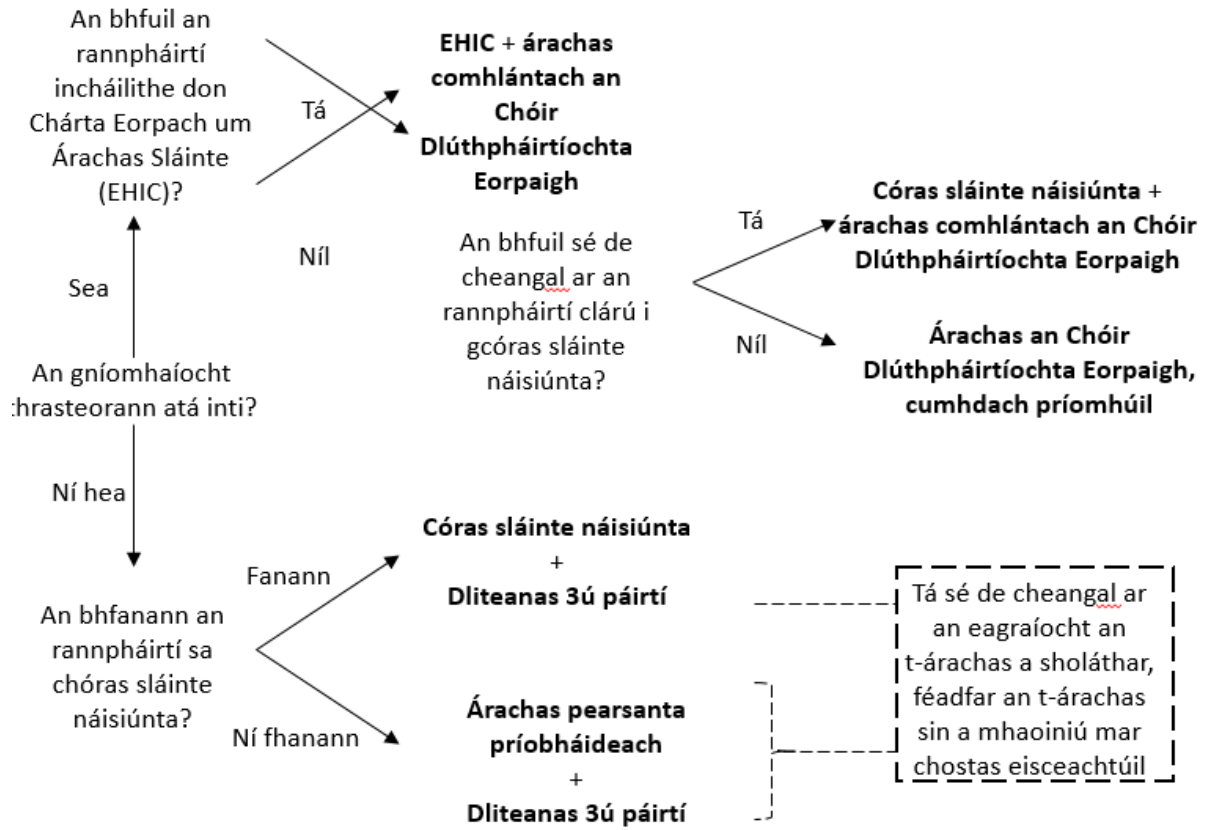 An bhfuil an
rannpháirtí
incháilithe don
Chárta Eorpach um
Árachas Sláinte
(EHIC)?
Tá
Níl
EHIC + árachas
comhlántach an
Chóir
Dlúthpháirtíochta
Eorpaigh
An bhfuil sé de
cheangal ar an
rannpháirtí clárú i
gcóras sláinte
náisiúnta?
Tá
Níl
Córas sláinte náisiúnta +
árachas comhlántach an Chóir
Dlúthpháirtíochta Eorpaigh
Árachas an Chóir
Dlúthpháirtíochta Eorpaigh,
cumhdach príomhúil
Sea
An gníomhaíocht
thrasteorann atá inti?
Ní hea
An bhfanann an
rannpháirtí sa
chóras sláinte
náisiúnta?
Fanann
Ní fhanann
Córas sláinte náisiúnta
+
Dliteanas 3ú páirtí
Árachas pearsanta
príobháideach
+
Dliteanas 3ú páirtí
Tá sé de cheangal ar
an eagraíocht an
t-árachas a sholáthar,
féadfar an t-árachas
sin a mhaoiniú mar
chostas eisceachtúil